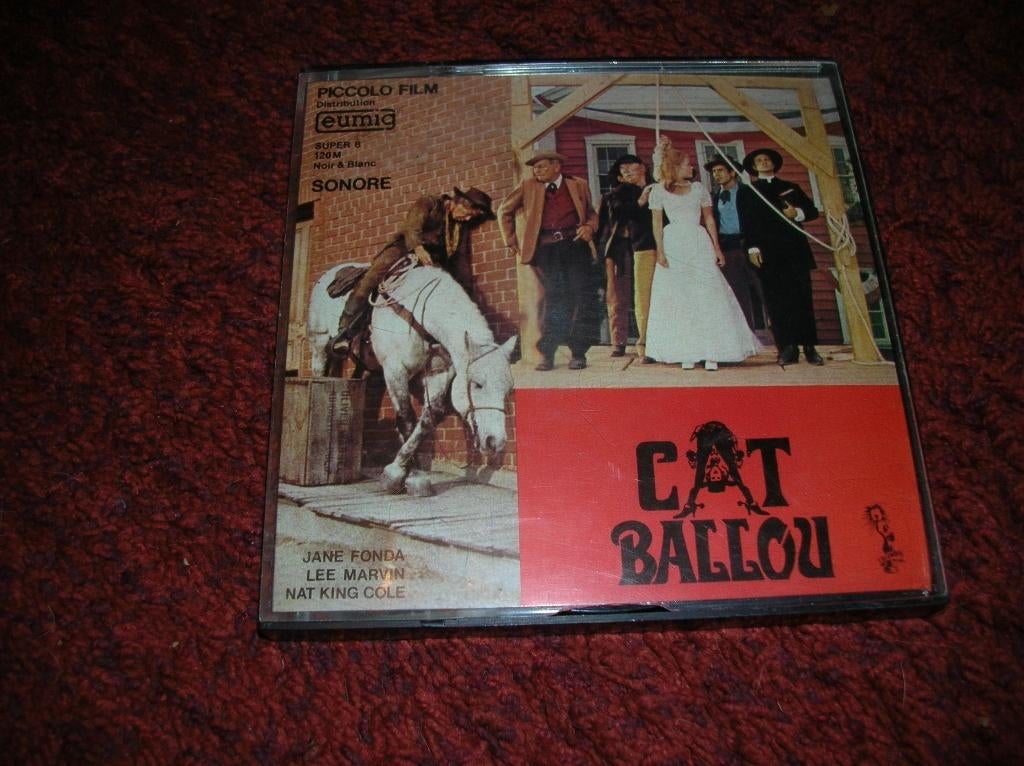 PICCOLO FILM
Distribution
eumig
SUPER 8
120M
Noir & Blanc
SONORE
JANE FONDA
LEE MARVIN
NAT KING COLE
CAT
BALLOU